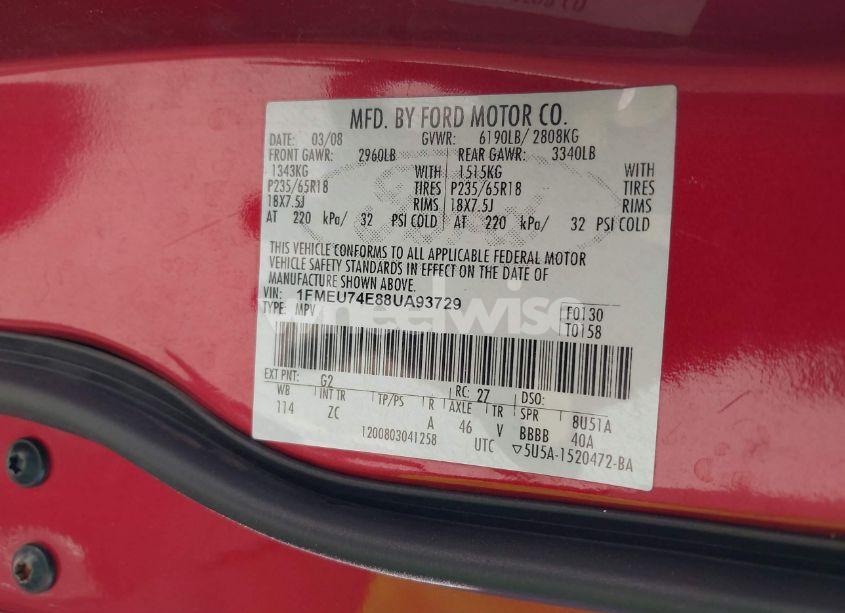 MFD. BY FORD MOTOR CO.
DATE: 03/08 GVWR: 6190LB/ 2808KG
FRONT GAWR: 2960LB REAR GAWR: 3340LB
1343KG WITH 1515KG WITH
P235/65R18 TIRES P235/65R18 TIRES
18X7.5J RIMS 18X7.5J RIMS
AT 220 kPa/ 32 PSI COLD AT 220 kPa/ 32 PSI COLD
THIS VEHICLE CONFORMS TO ALL APPLICABLE FEDERAL MOTOR
VEHICLE SAFETY STANDARDS IN EFFECT ON THE DATE OF
MANUFACTURE SHOWN ABOVE.
VIN: 1FMEU74E88UA93729
TYPE: MPV
F0130
T0158
wheelwise
EXT PNT: G2 RC: 27 DSO:
WB INT TR TP/PS R AXLE TR SPR 8U51A
114 ZC A 46 V BBBB 40A
1200803041258 UTC ▽5U5A-1520472-BA